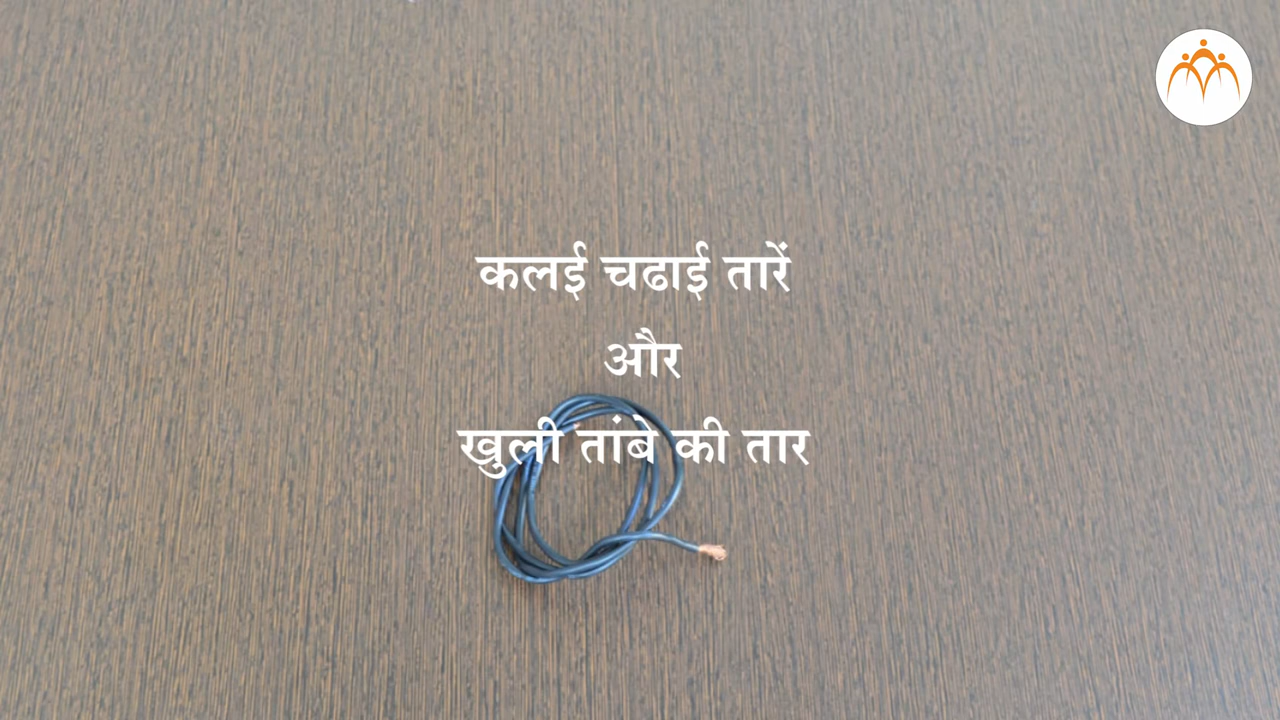 कलई चढाई तारें
और
खुली तांबे की तार